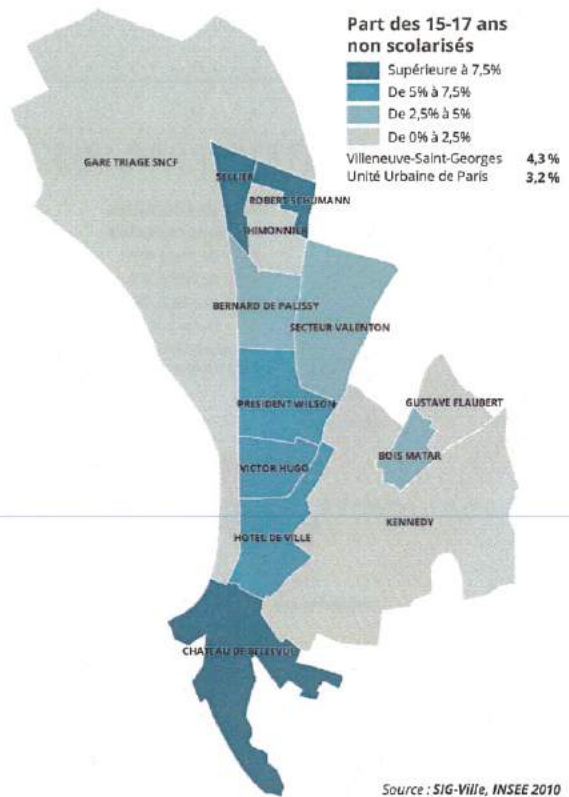 Part des 15-17 ans
non scolarisés
Supérieure à 7,5%
De 5% à 7,5%
De 2,5% à 5%
De 0% à 2,5%
Villeneuve-Saint-Georges 4,3 %
Unité Urbaine de Paris 3,2 %
GARE TRIAGE SNCF
SELLIER
ROBERT SCHUMANN
THIMONNIER
BERNARD DE PALISSY
SECTEUR VALENTON
PRESIDENT WILSON
GUSTAVE FLAUBERT
BOIS MATAR
VICTOR HUGO
KENNEDY
HOTEL DE VILLE
CHATEAU DE BELLEVUE
Source : SIG-Ville, INSEE 2010